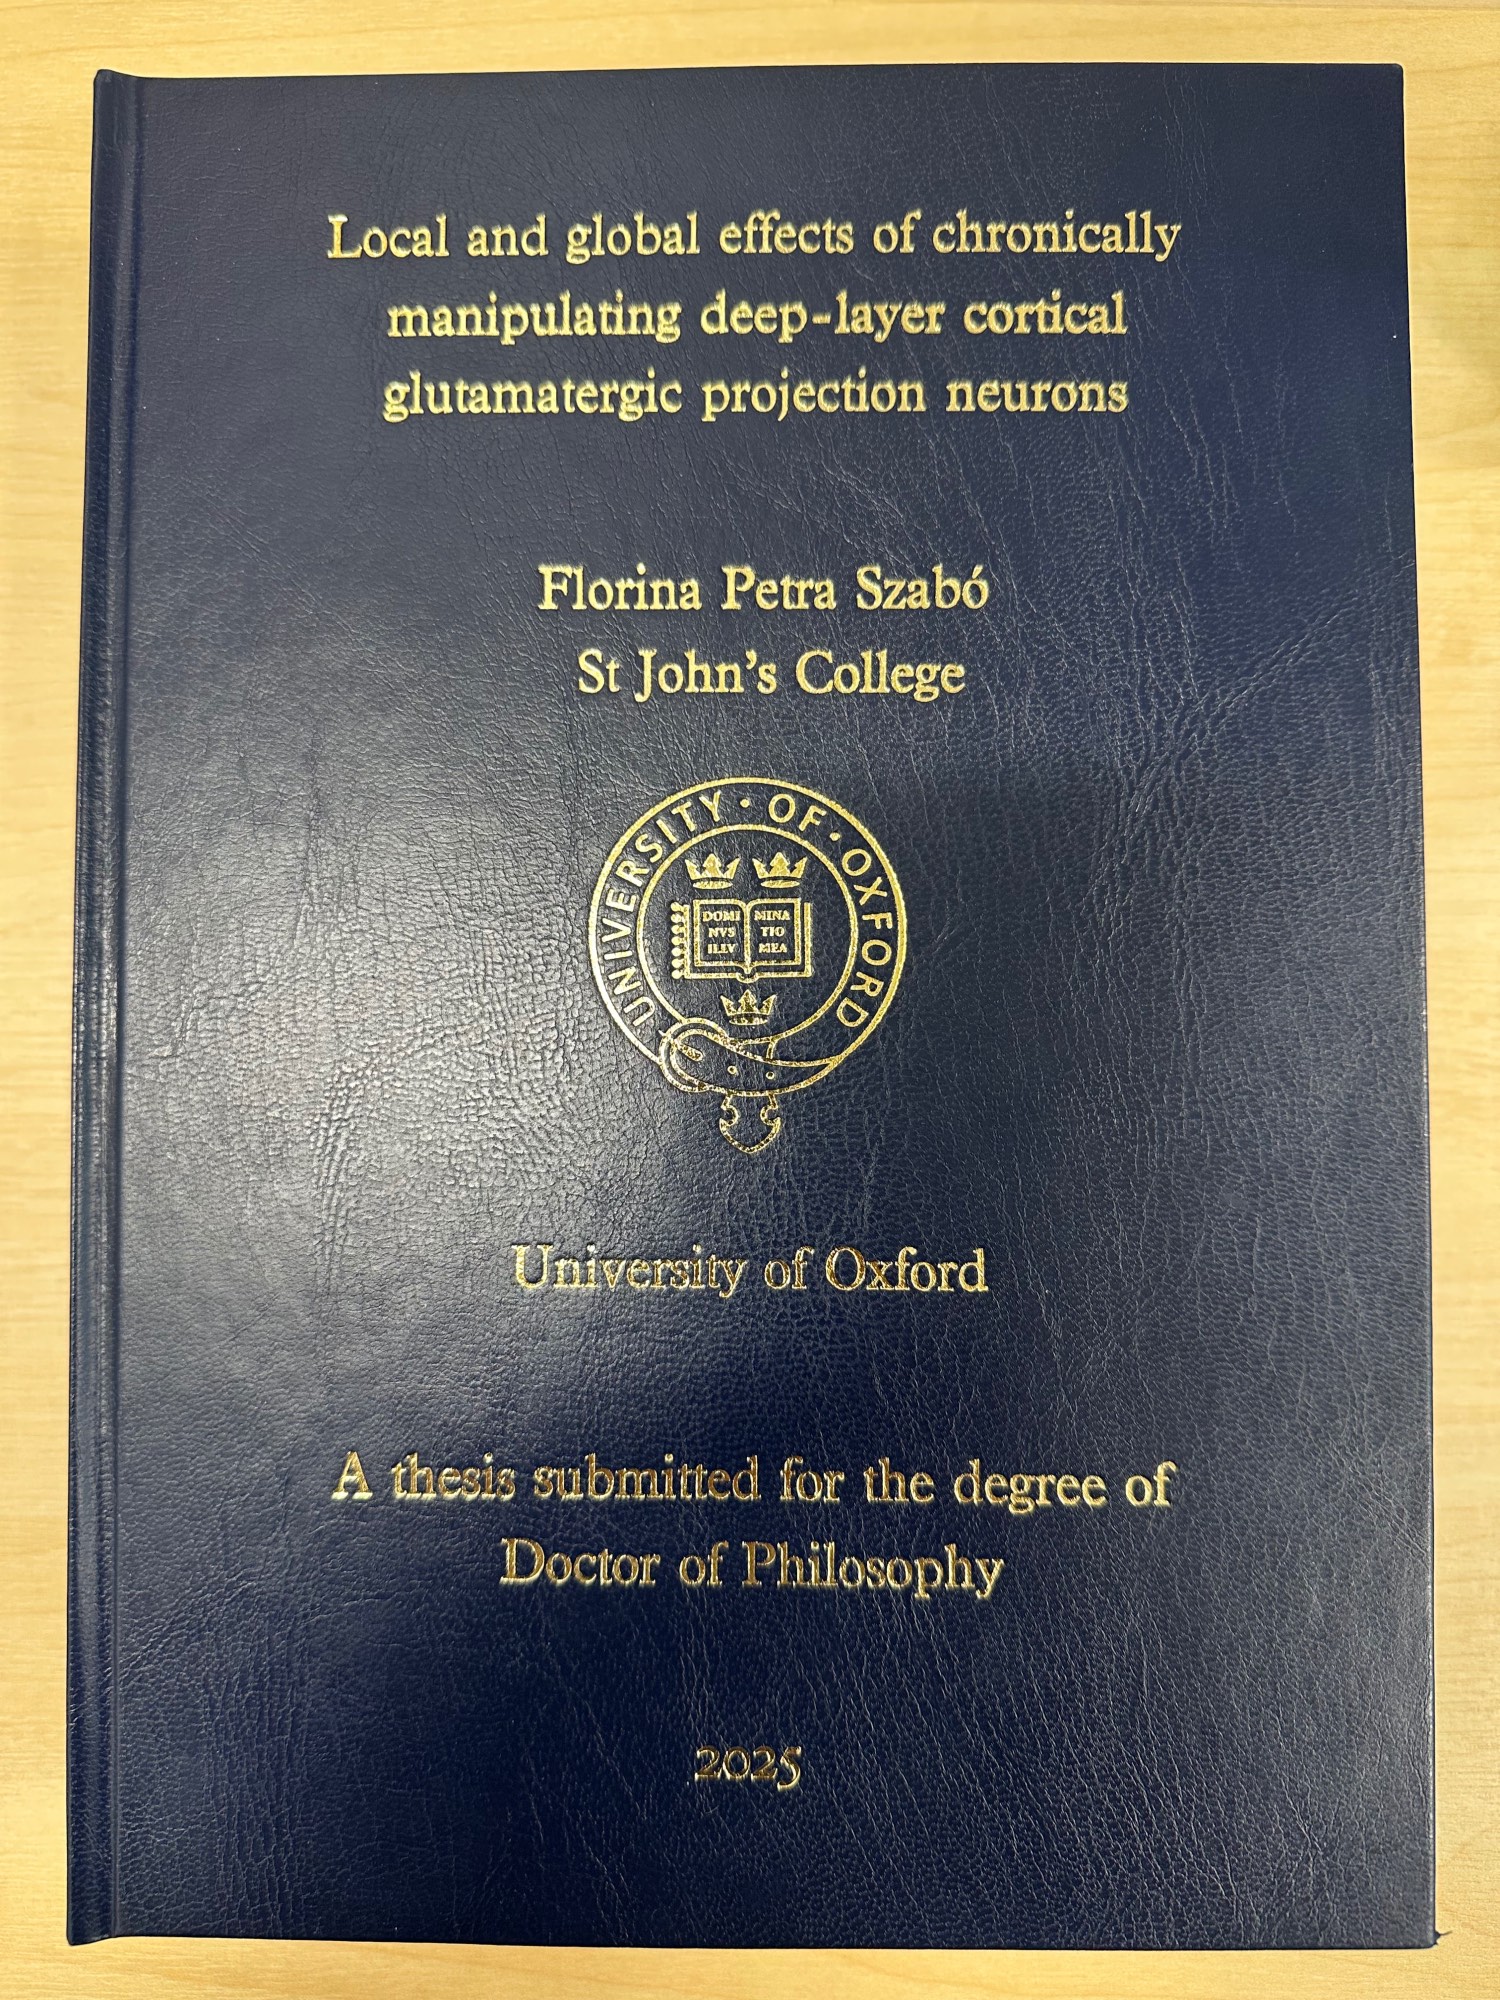 Local and global effects of chronically
manipulating deep-layer cortical
glutamatergic projection neurons
Florina Petra Szabó
St John's College
UNIVERSITY · OF · OXFORD
DOMI MINA
NVS TIO
ILLV MEA
University of Oxford
A thesis submitted for the degree of
Doctor of Philosophy
2025